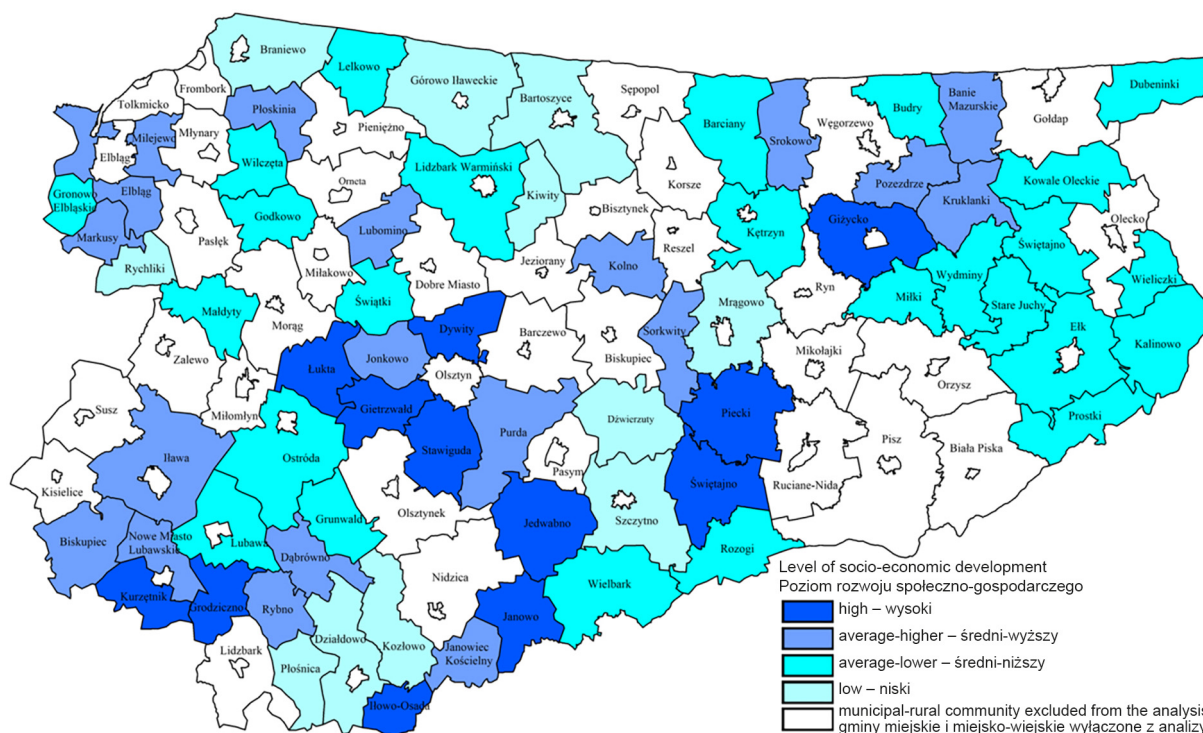 Braniewo
Lelkowo
Górowo Iławeckie
Bartoszyce
Sępopol
Barciany
Srokowo
Węgorzewo
Budry
Banie
Mazurskie
Gołdap
Dubeninki
Frombork
Tolkmicko
Płoskinia
Pieniężno
Milejewo
Młynary
Elbląg
Wilczęta
Orneta
Lidzbark Warmiński
Kiwity
Korsze
Pozezdrze
Kowale Oleckie
Gronowo
Elbląskie
Elbląg
Godkowo
Bisztynek
Kętrzyn
Giżycko
Kruklanki
Olecko
Markusy
Pasłęk
Lubomino
Reszel
Świętajno
Rychliki
Miłakowo
Dobre Miasto
Jeziorany
Kolno
Wydminy
Wieliczki
Małdyty
Morąg
Świątki
Mrągowo
Ryn
Miłki
Stare Juchy
Dywity
Sorkwity
Ełk
Kalinowo
Zalewo
Jonkowo
Barczewo
Biskupiec
Mikołajki
Łukta
Olsztyn
Orzysz
Susz
Miłomłyn
Gietrzwałd
Piecki
Prostki
Dźwierzuty
Purda
Stawiguda
Iława
Ostróda
Pasym
Pisz
Biała Piska
Kisielice
Świętajno
Ruciane-Nida
Olsztynek
Szczytno
Grunwald
Jedwabno
Biskupiec
Nowe Miasto
Lubawskie
Lubawa
Rozogi
Dąbrówno
Nidzica
Wielbark
Kurzętnik
Grodziczno
Rybno
Janowo
Działdowo
Kozłowo
Janowiec
Kościelny
Lidzbark
Płośnica
Iłowo-Osada
Level of socio-economic development
Poziom rozwoju społeczno-gospodarczego
high – wysoki
average-higher – średni-wyższy
average-lower – średni-niższy
low – niski
municipal-rural community excluded from the analysis
gminy miejskie i miejsko-wiejskie wyłączone z analizy